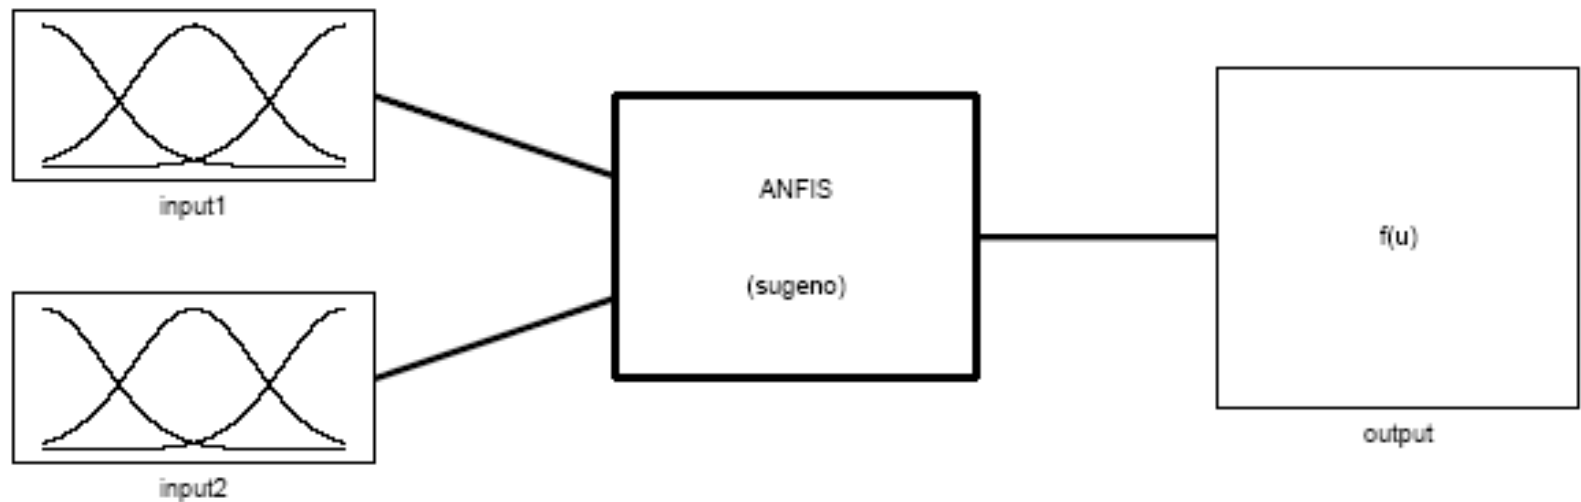 input1
input2
ANFIS
(sugeno)
f(u)
output